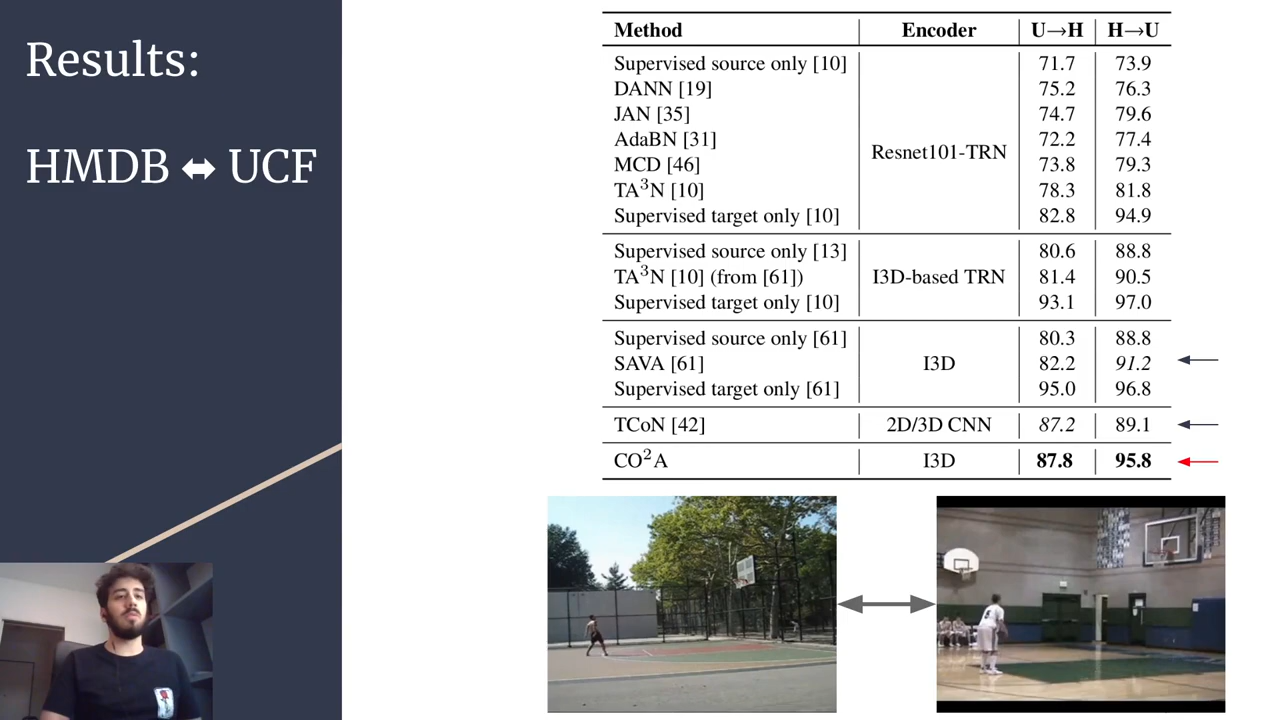 Results:
HMDB ⬌ UCF
Method Encoder U→H H→U
Supervised source only [10] 71.7 73.9
DANN [19] 75.2 76.3
JAN [35] 74.7 79.6
AdaBN [31] 72.2 77.4
Resnet101-TRN
MCD [46] 73.8 79.3
TA³N [10] 78.3 81.8
Supervised target only [10] 82.8 94.9
Supervised source only [13] 80.6 88.8
TA³N [10] (from [61]) I3D-based TRN 81.4 90.5
Supervised target only [10] 93.1 97.0
Supervised source only [61] 80.3 88.8
SAVA [61] I3D 82.2 91.2
Supervised target only [61] 95.0 96.8
TCoN [42] 2D/3D CNN 87.2 89.1
CO²A I3D 87.8 95.8